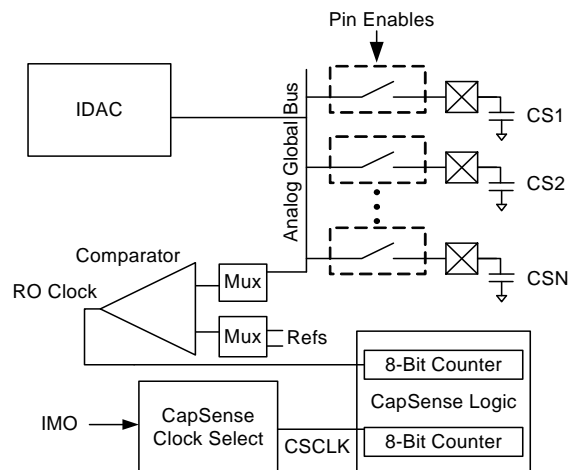 Pin Enables
IDAC
Analog Global Bus
CS1
CS2
CSN
Comparator
RO Clock
Mux
Mux
Refs
8-Bit Counter
CapSense Logic
8-Bit Counter
IMO
CapSense
Clock Select
CSCLK